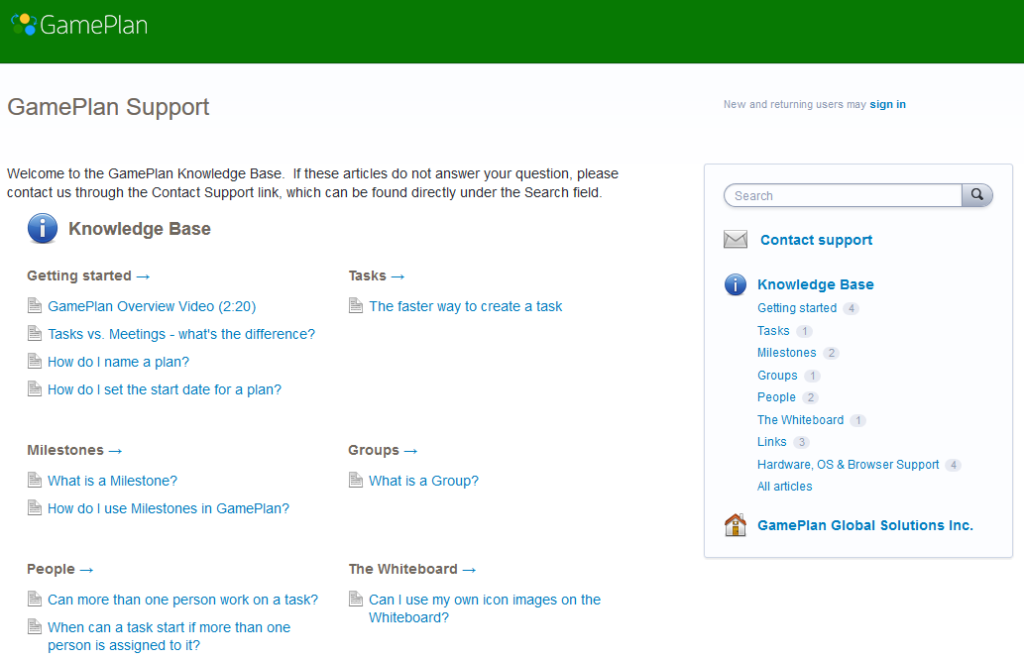 GamePlan
GamePlan Support
New and returning users may sign in
Welcome to the GamePlan Knowledge Base.  If these articles do not answer your question, please
contact us through the Contact Support link, which can be found directly under the Search field.
Knowledge Base
Getting started →
GamePlan Overview Video (2:20)
Tasks vs. Meetings - what's the difference?
How do I name a plan?
How do I set the start date for a plan?
Tasks →
The faster way to create a task
Milestones →
What is a Milestone?
How do I use Milestones in GamePlan?
Groups →
What is a Group?
People →
Can more than one person work on a task?
When can a task start if more than one
person is assigned to it?
The Whiteboard →
Can I use my own icon images on the
Whiteboard?
Search
Contact support
Knowledge Base
Getting started 4
Tasks 1
Milestones 2
Groups 1
People 2
The Whiteboard 1
Links 3
Hardware, OS & Browser Support 4
All articles
GamePlan Global Solutions Inc.